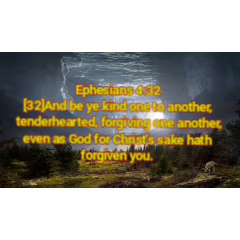 Ephesians 4:32
[32]And be ye kind one to another,
tenderhearted, forgiving one another,
even as God for Christ's sake hath
forgiven you.